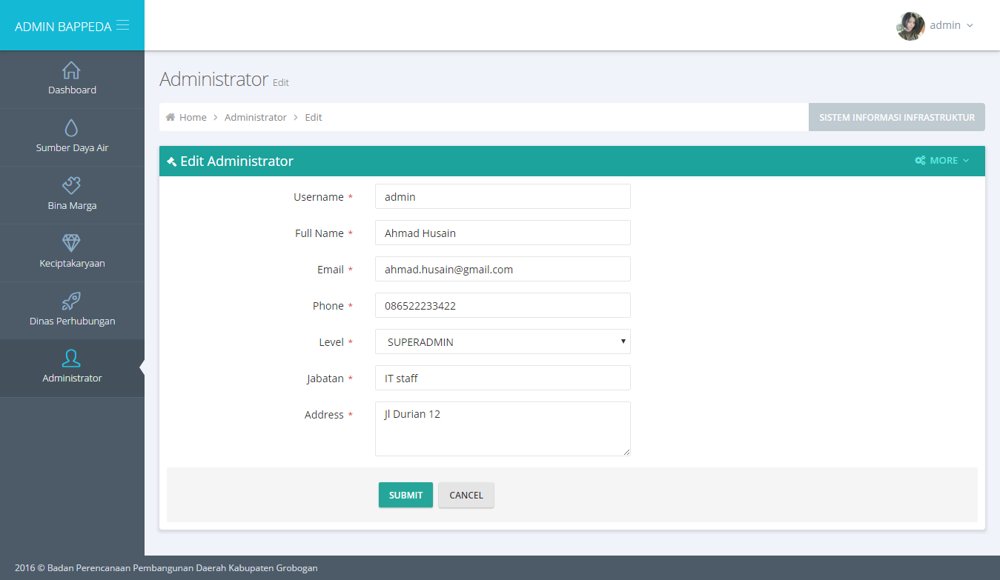 ADMIN BAPPEDA
admin
Dashboard
Sumber Daya Air
Bina Marga
Keciptakaryaan
Dinas Perhubungan
Administrator
Administrator Edit
Home > Administrator > Edit
SISTEM INFORMASI INFRASTRUKTUR
Edit Administrator
MORE
Username * admin
Full Name * Ahmad Husain
Email * ahmad.husain@gmail.com
Phone * 086522233422
Level * SUPERADMIN
Jabatan * IT staff
Address * Jl Durian 12
SUBMIT CANCEL
2016 © Badan Perencanaan Pembangunan Daerah Kabupaten Grobogan